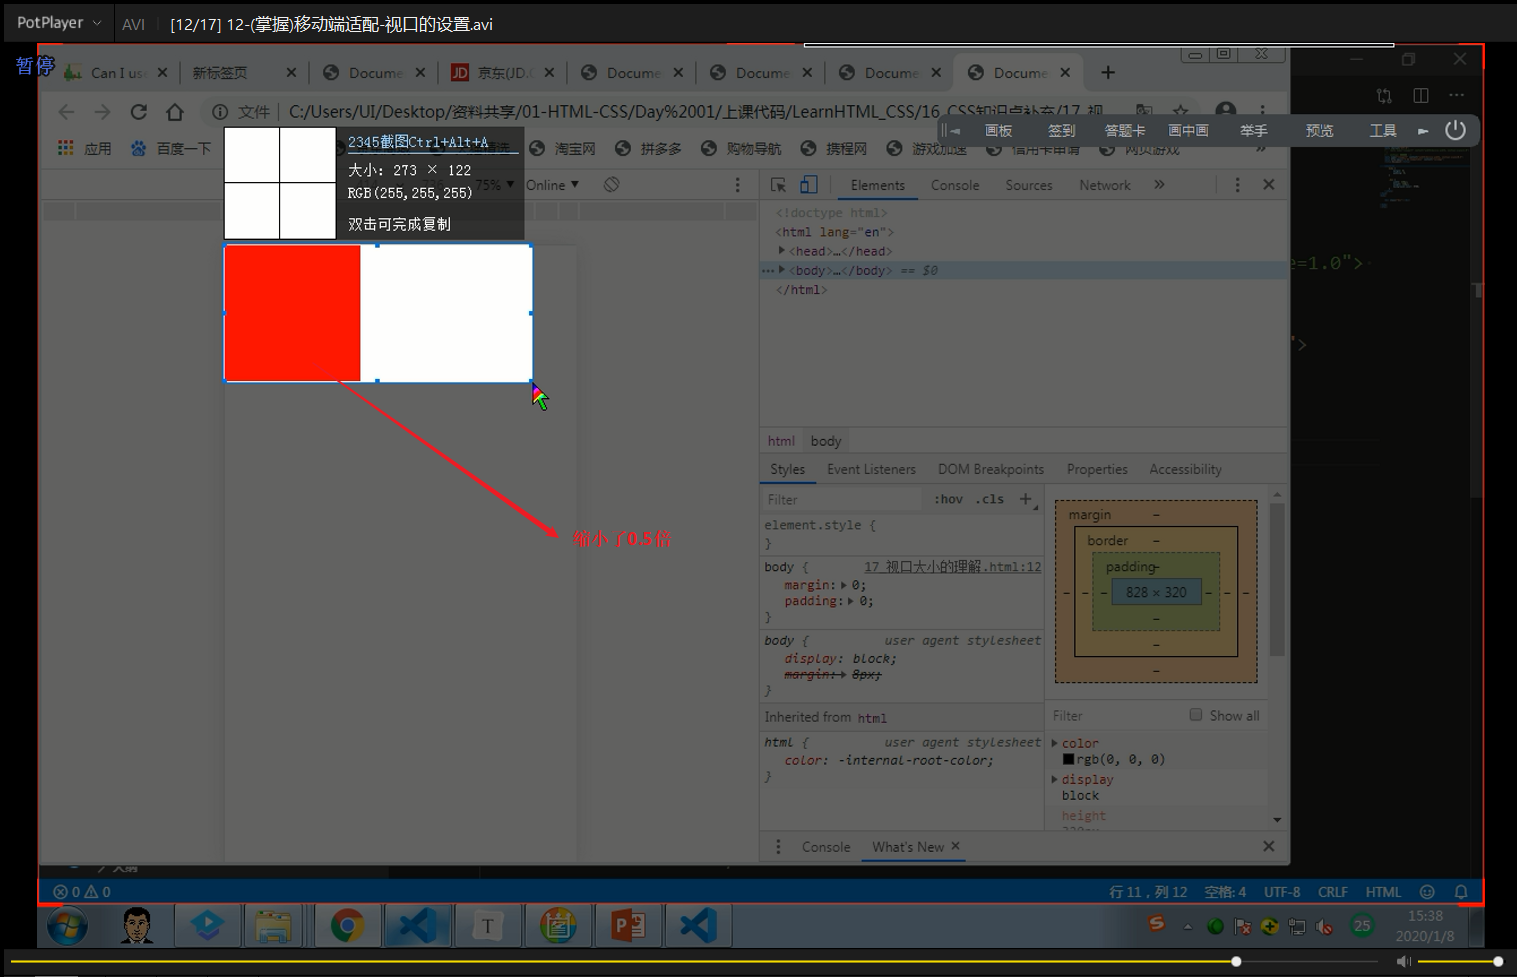 PotPlayer AVI [12/17] 12-(掌握)移动端适配-视口的设置.avi
暂停
Can I us 新标签页 Docume 京东(JD.C Docume Docume Docume Docume
文件 C:/Users/UI/Desktop/资料共享/01-HTML-CSS/Day%2001/上课代码/LearnHTML_CSS/16_CSS知识点补充/17_视
画板 签到 答题卡 画中画 举手 预览 工具
应用 百度一下 淘宝网 拼多多 购物导航 携程网 游戏加速 信用卡申请 网页游戏
2345截图Ctrl+Alt+A
大小: 273 × 122
RGB(255,255,255)
双击可完成复制
75% Online
Elements Console Sources Network
<!doctype html>
<html lang="en">
<head>…</head>
<body>…</body> == $0
</html>
e=1.0">
">
缩小了0.5倍
html body
Styles Event Listeners DOM Breakpoints Properties Accessibility
Filter :hov .cls +
element.style {
}
body { 17_视口大小的理解.html:12
margin: 0;
padding: 0;
}
body { user agent stylesheet
display: block;
margin: 8px;
}
Inherited from html
html { user agent stylesheet
color: -internal-root-color;
}
margin –
border –
padding –
828 × 320
Filter Show all
color
rgb(0, 0, 0)
display
block
height
320px
Console What's New
大纲
0 0 行 11，列 12 空格: 4 UTF-8 CRLF HTML
T 25 15:38
2020/1/8